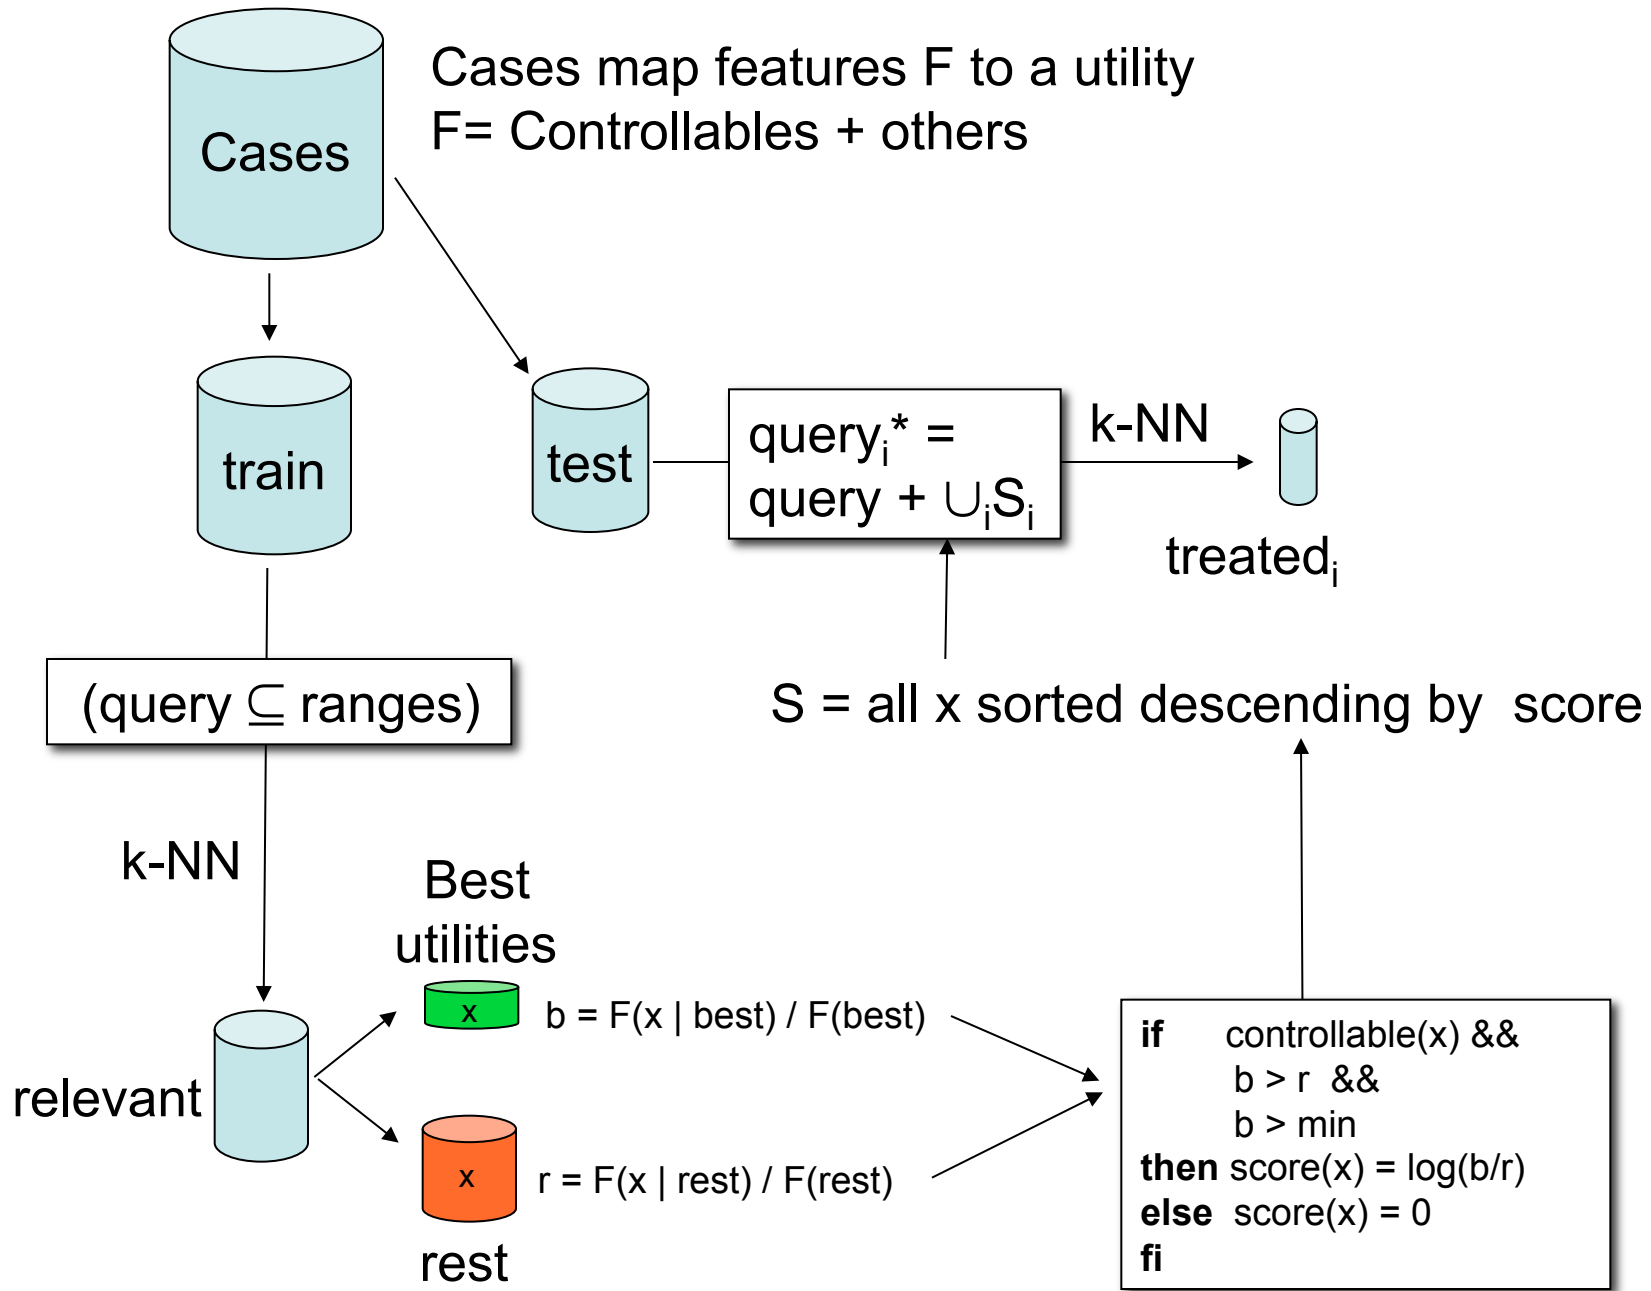 Cases map features F to a utility
F= Controllables + others
Cases
train
test
query_i* =
query + ∪_iS_i
k-NN
treated_i
(query ⊆ ranges)
S = all x sorted descending by  score
k-NN
Best
utilities
x
b = F(x | best) / F(best)
relevant
x
r = F(x | rest) / F(rest)
rest
if controllable(x) &&
b > r &&
b > min
then score(x) = log(b/r)
else score(x) = 0
fi